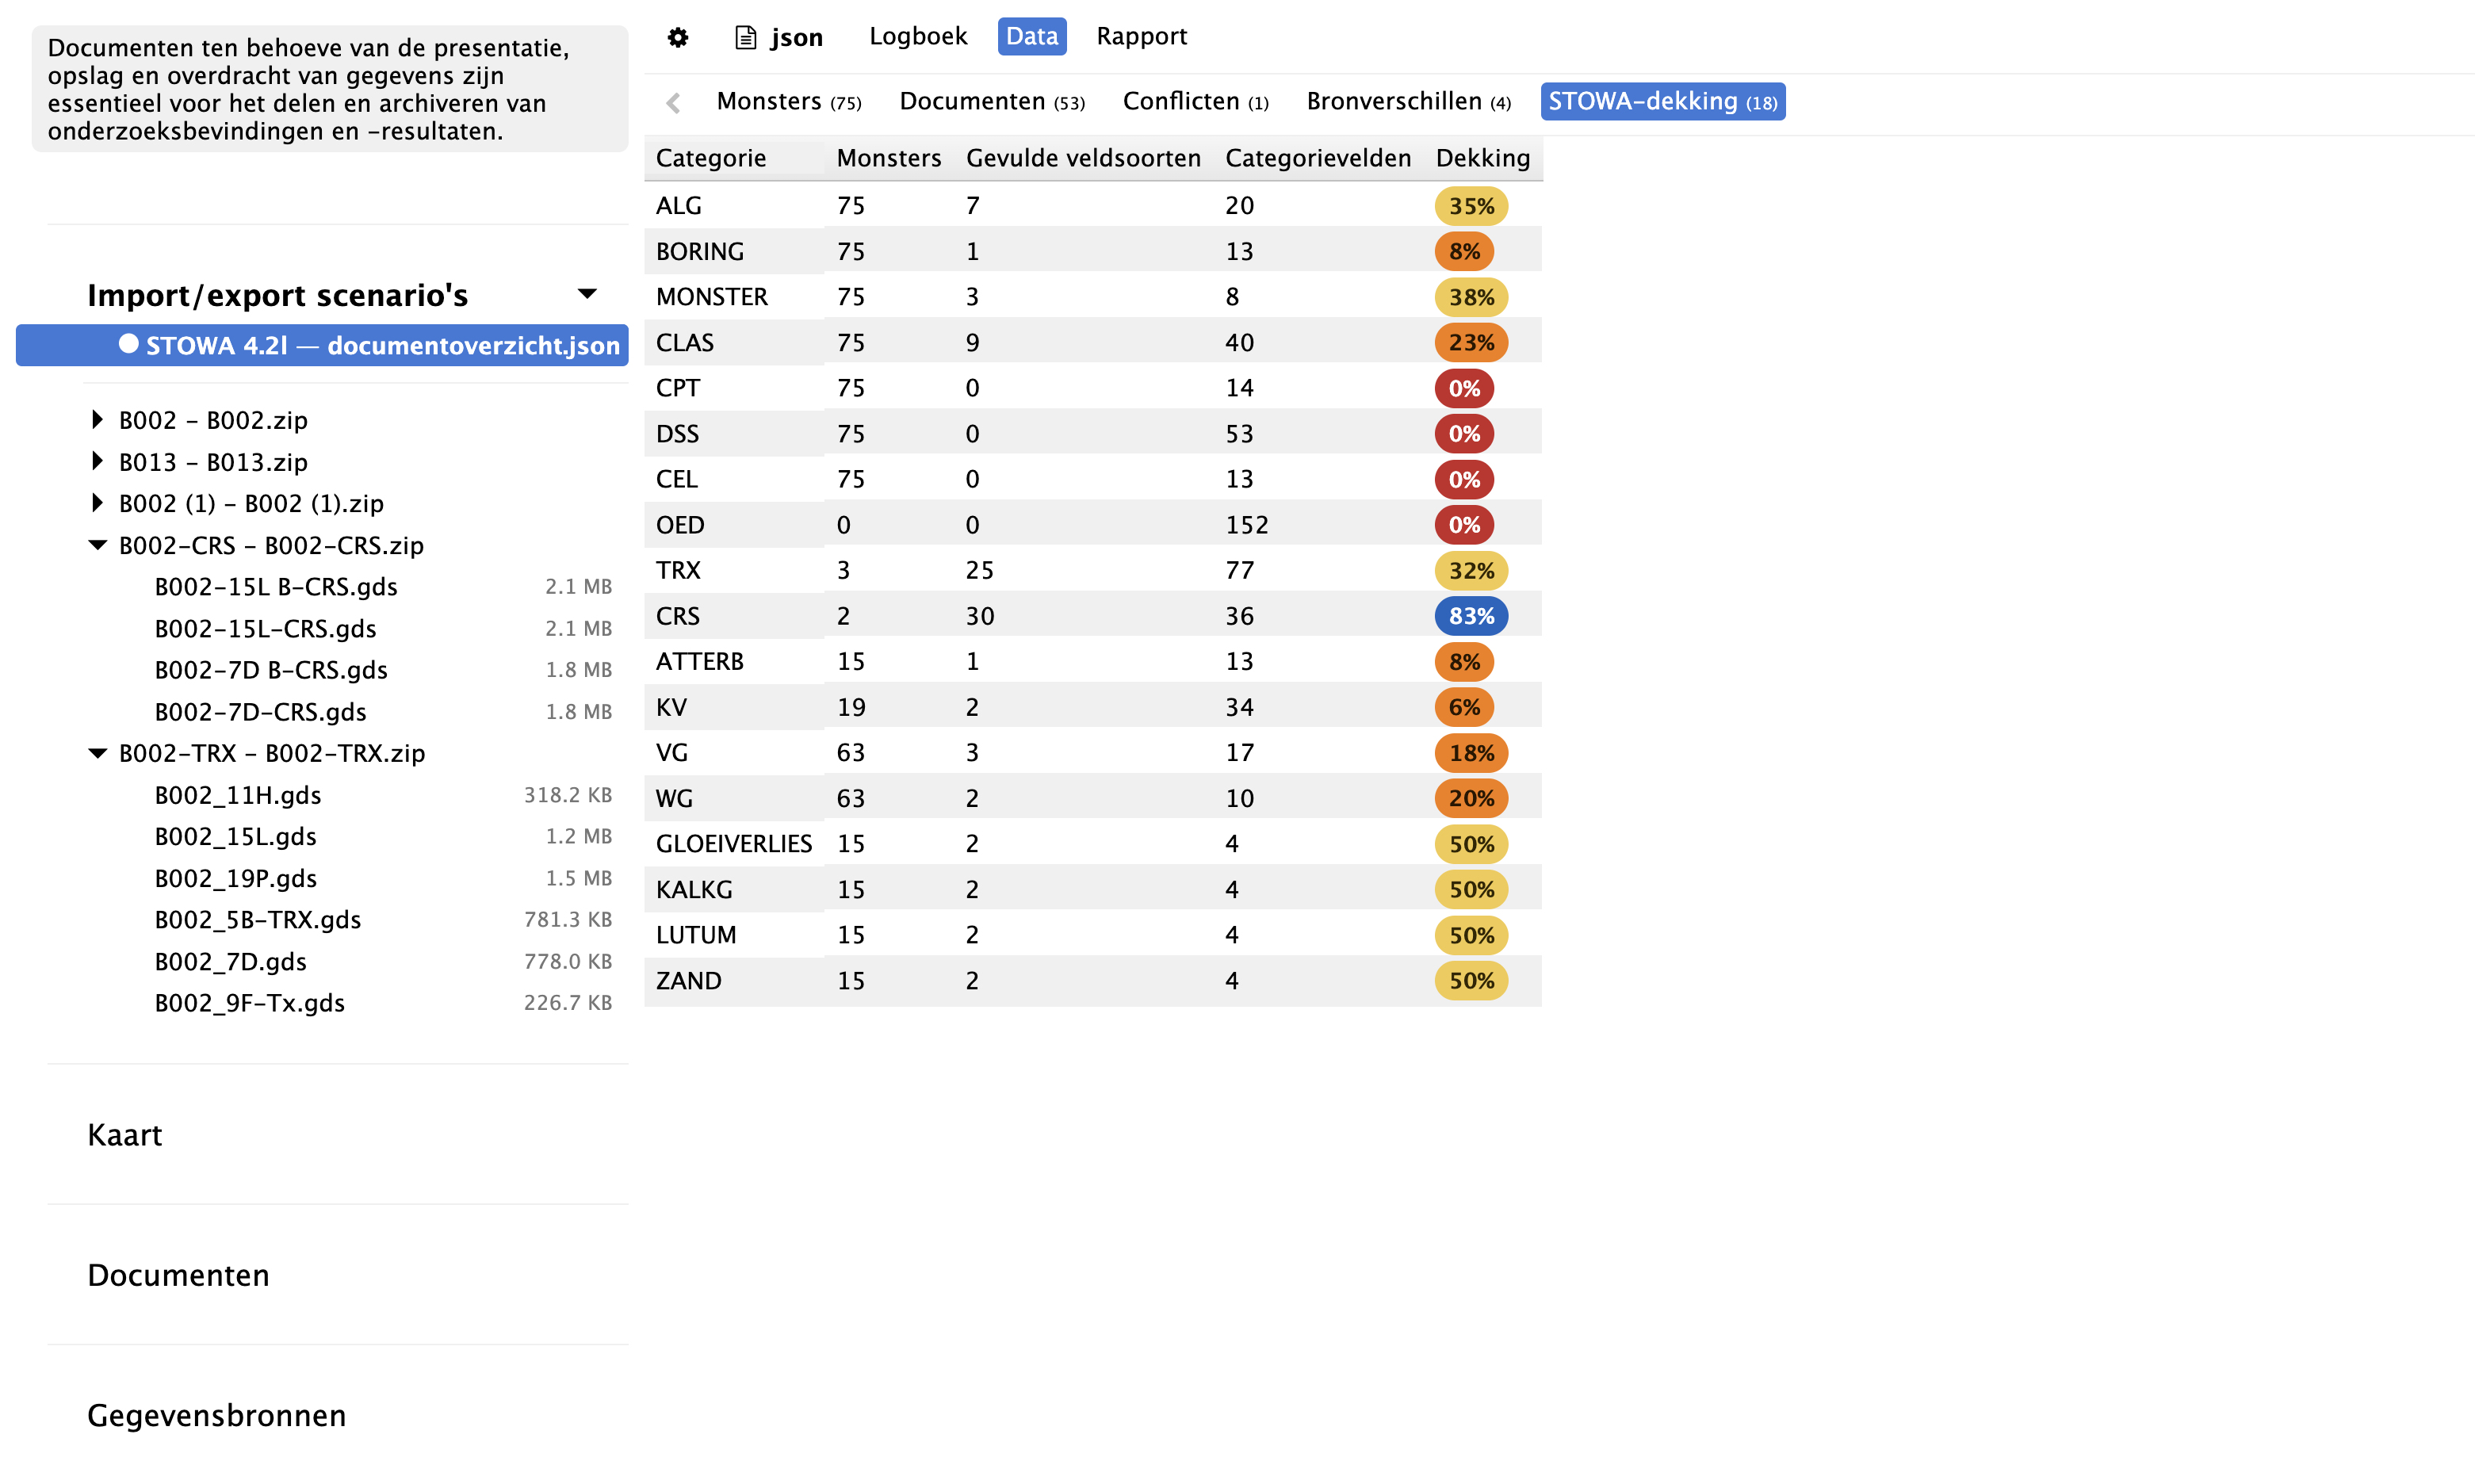 Documenten ten behoeve van de presentatie,
opslag en overdracht van gegevens zijn
essentieel voor het delen en archiveren van
onderzoeksbevindingen en -resultaten.
Import/export scenario's
STOWA 4.2l — documentoverzicht.json
B002 - B002.zip
B013 - B013.zip
B002 (1) - B002 (1).zip
B002-CRS - B002-CRS.zip
B002-15L B-CRS.gds 2.1 MB
B002-15L-CRS.gds 2.1 MB
B002-7D B-CRS.gds 1.8 MB
B002-7D-CRS.gds 1.8 MB
B002-TRX - B002-TRX.zip
B002_11H.gds 318.2 KB
B002_15L.gds 1.2 MB
B002_19P.gds 1.5 MB
B002_5B-TRX.gds 781.3 KB
B002_7D.gds 778.0 KB
B002_9F-Tx.gds 226.7 KB
Kaart
Documenten
Gegevensbronnen
json Logboek Data Rapport
Monsters (75) Documenten (53) Conflicten (1) Bronverschillen (4) STOWA-dekking (18)
Categorie Monsters Gevulde veldsoorten Categorievelden Dekking
ALG 75 7 20 35%
BORING 75 1 13 8%
MONSTER 75 3 8 38%
CLAS 75 9 40 23%
CPT 75 0 14 0%
DSS 75 0 53 0%
CEL 75 0 13 0%
OED 0 0 152 0%
TRX 3 25 77 32%
CRS 2 30 36 83%
ATTERB 15 1 13 8%
KV 19 2 34 6%
VG 63 3 17 18%
WG 63 2 10 20%
GLOEIVERLIES 15 2 4 50%
KALKG 15 2 4 50%
LUTUM 15 2 4 50%
ZAND 15 2 4 50%